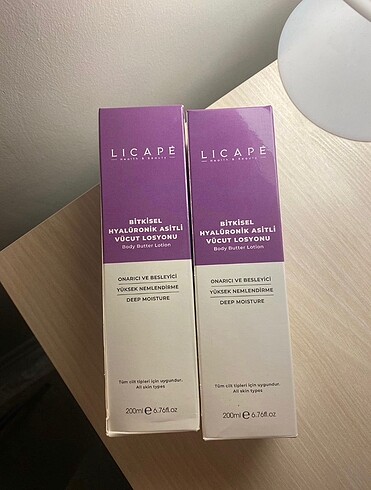 LICAPÉ
health & beauty
BİTKİSEL
HYALÜRONİK ASİTLİ
VÜCUT LOSYONU
Body Butter Lotion
ONARICI VE BESLEYİCİ
YÜKSEK NEMLENDİRME
DEEP MOISTURE
Tüm cilt tipleri için uygundur.
All skin types
200ml ℮ 6.76fl.oz
LICAPÉ
health & beauty
BİTKİSEL
HYALÜRONİK ASİTLİ
VÜCUT LOSYONU
Body Butter Lotion
ONARICI VE BESLEYİCİ
YÜKSEK NEMLENDİRME
DEEP MOISTURE
Tüm cilt tipleri için uygundur.
All skin types
200ml ℮ 6.76fl.oz